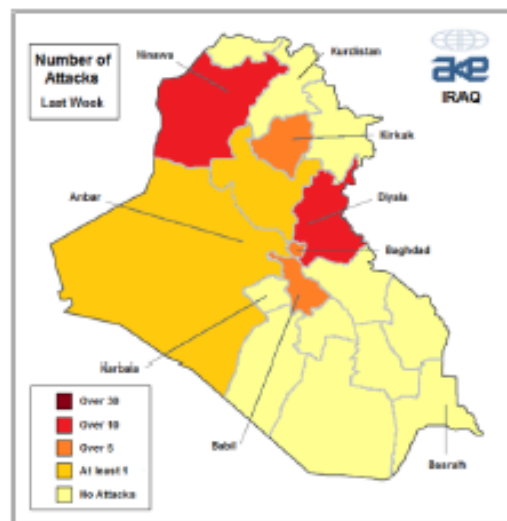 Number of
Attacks
Last Week
ake
IRAQ
Ninawa
Kurdistan
Kirkuk
Anbar
Diyala
Baghdad
Karbala
Babil
Basrah
Over 30
Over 10
Over 5
At least 1
No Attacks